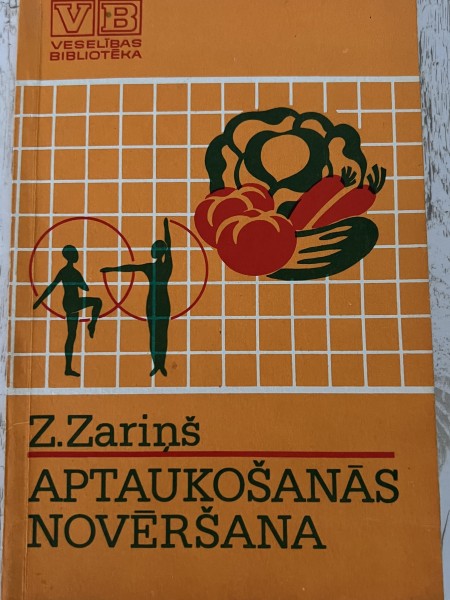 VB
VESELĪBAS
BIBLIOTĒKA
Z.Zariņš
APTAUKOŠANĀS
NOVĒRŠANA